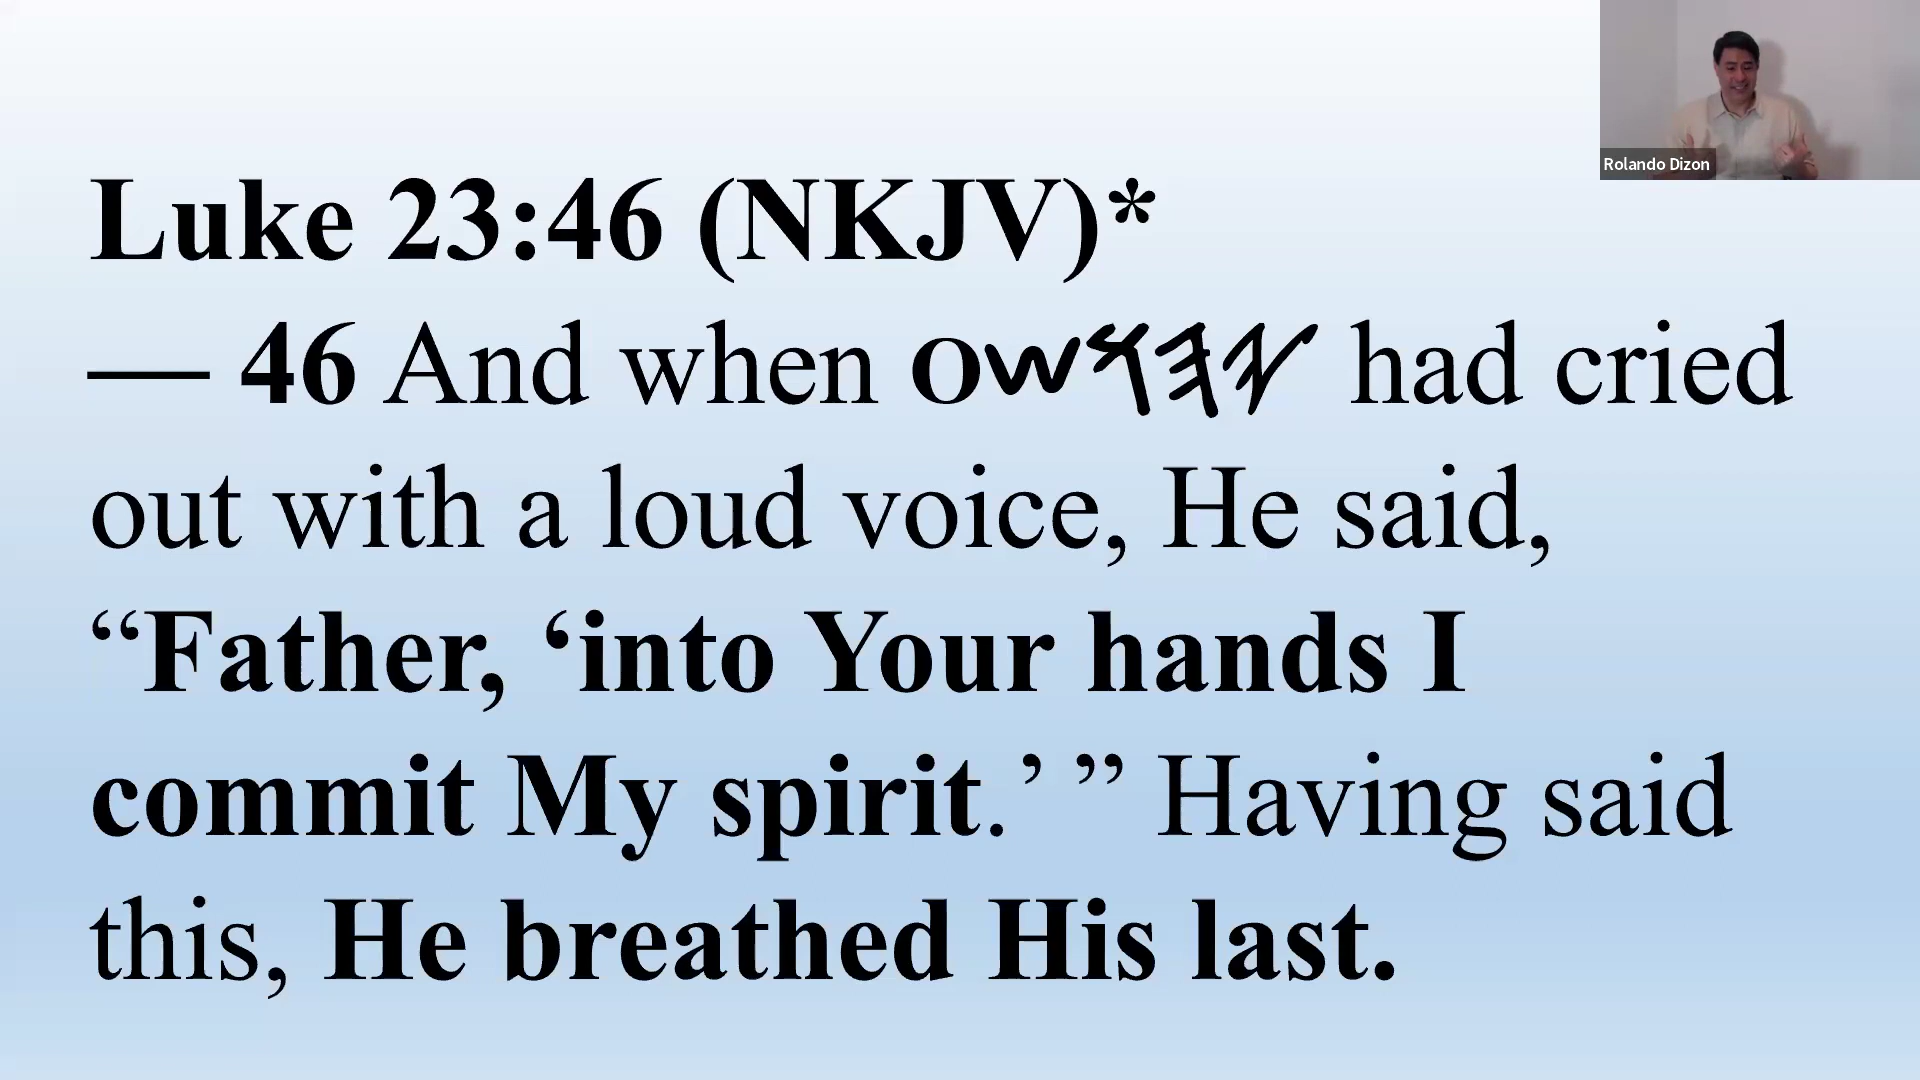 Rolando Dizon
Luke 23:46 (NKJV)*
— 46 And when 𐤉𐤄𐤅𐤔𐤏 had cried
out with a loud voice, He said,
“Father, ‘into Your hands I
commit My spirit.’ ” Having said
this, He breathed His last.